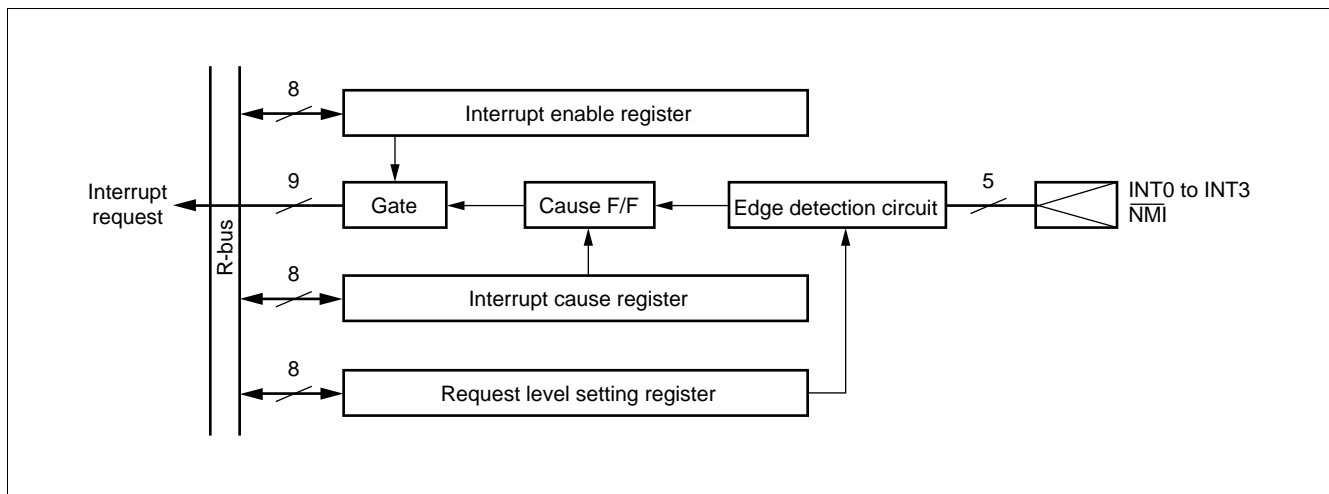 8
Interrupt enable register
Interrupt
request
9
Gate
Cause F/F
Edge detection circuit
5
INT0 to INT3
NMI
R-bus
8
Interrupt cause register
8
Request level setting register